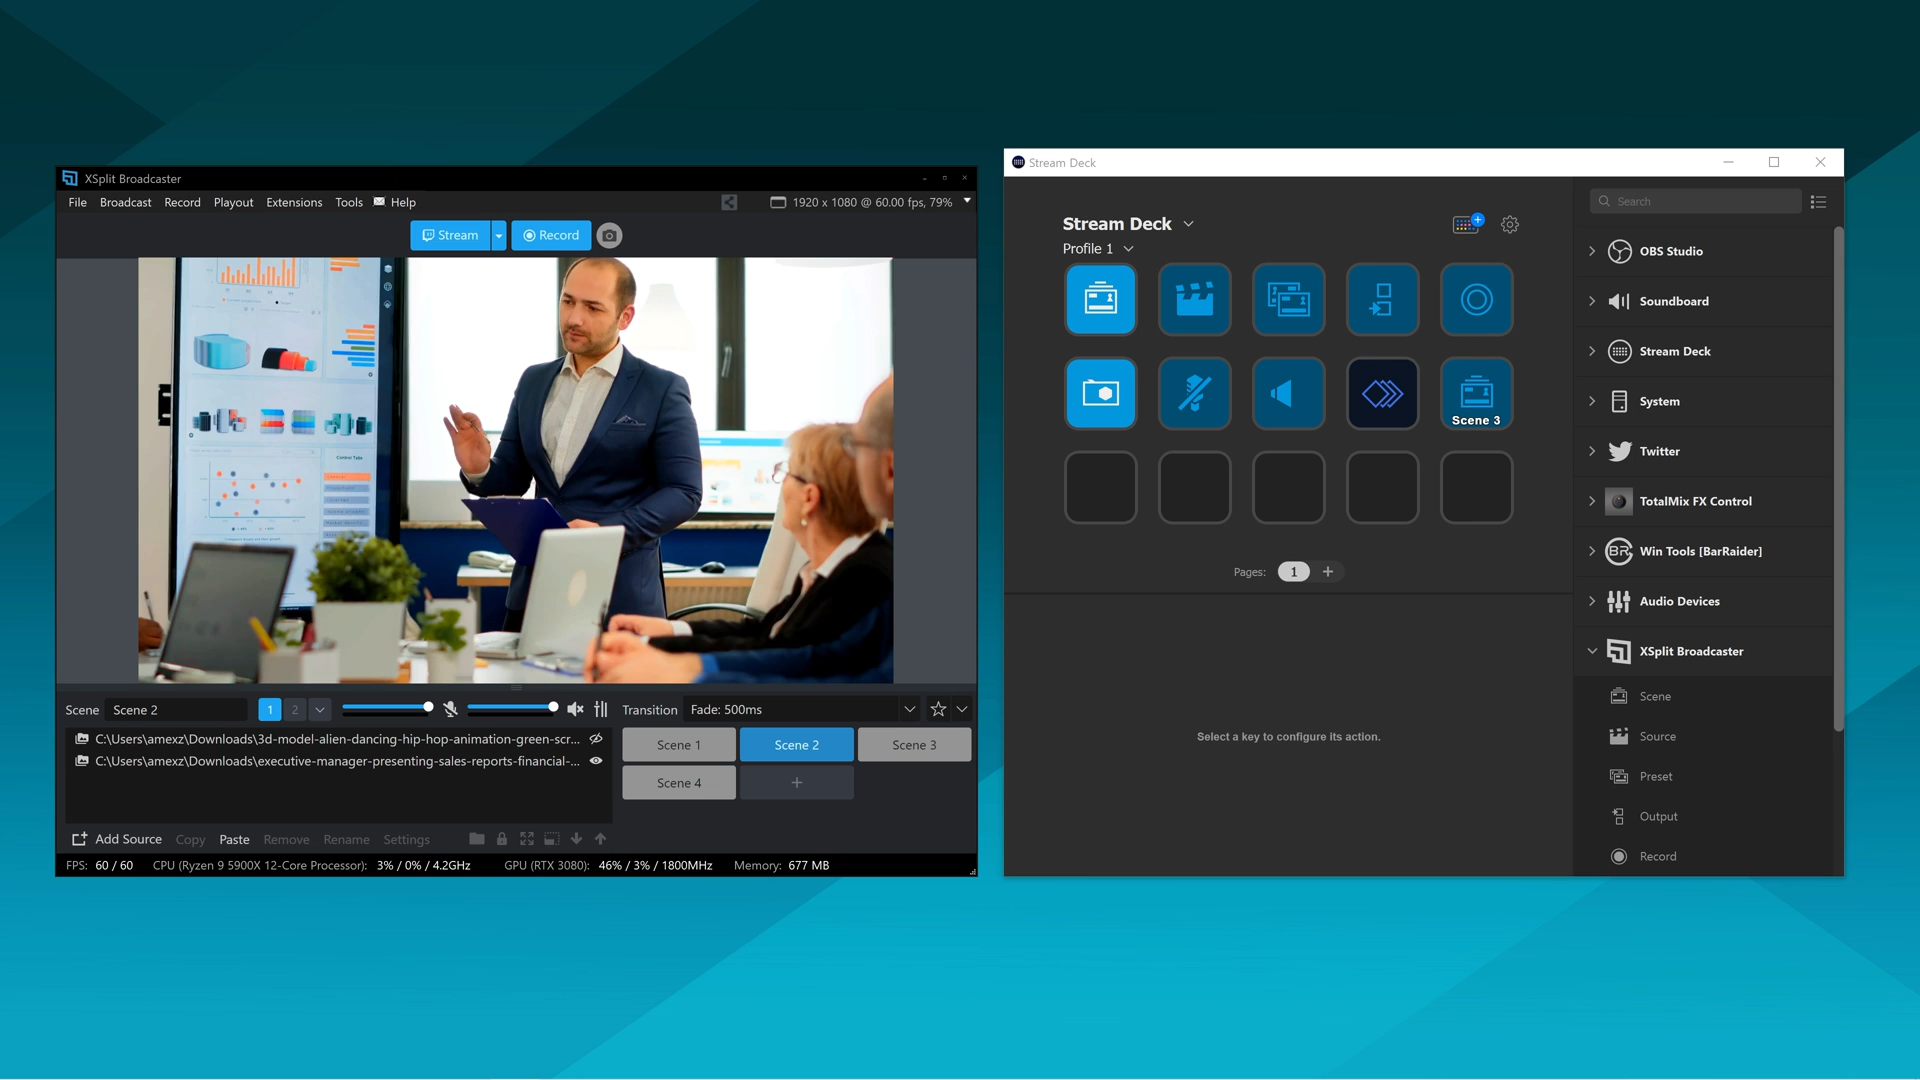 XSplit Broadcaster
File Broadcast Record Playout Extensions Tools Help
1920 x 1080 @ 60.00 fps, 79%
Stream Record
Control Tabs
Scene Scene 2 1 2
Transition Fade: 500ms
C:\Users\amexz\Downloads\3d-model-alien-dancing-hip-hop-animation-green-scr...
C:\Users\amexz\Downloads\executive-manager-presenting-sales-reports-financial-...
Scene 1 Scene 2 Scene 3
Scene 4 +
Add Source Copy Paste Remove Rename Settings
FPS: 60 / 60 CPU (Ryzen 9 5900X 12-Core Processor): 3% / 0% / 4.2GHz GPU (RTX 3080): 46% / 3% / 1800MHz Memory: 677 MB
Stream Deck
Stream Deck
Profile 1
Scene 3
Pages: 1 +
Select a key to configure its action.
Search
OBS Studio
Soundboard
Stream Deck
System
Twitter
TotalMix FX Control
BR Win Tools [BarRaider]
Audio Devices
XSplit Broadcaster
Scene
Source
Preset
Output
Record